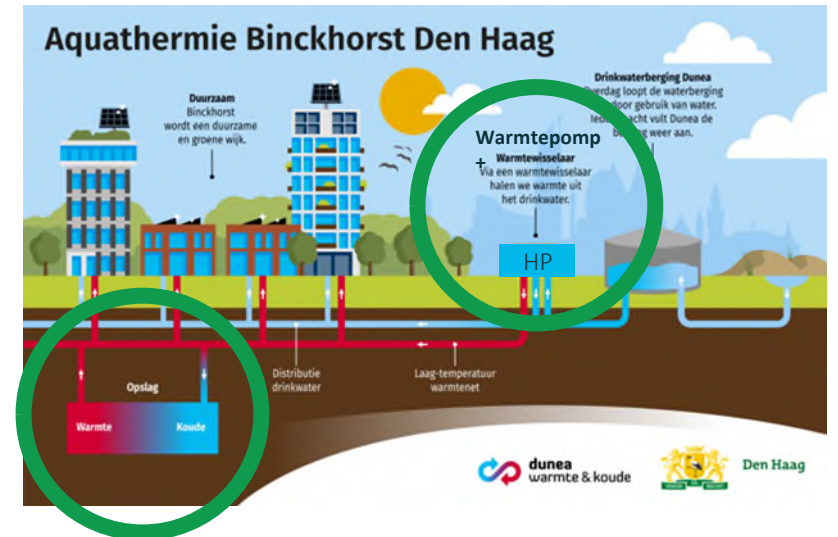 Aquathermie Binckhorst Den Haag
Duurzaam
Binckhorst
wordt een duurzame
en groene wijk.
Warmtepomp
+
Warmtewisselaar
Via een warmtewisselaar
halen we warmte uit
het drinkwater.
Drinkwaterberging Dunea
loopt de waterberging
door gebruik van water.
vult Dunea de
weer aan.
HP
Opslag
Warmte
Koude
Distributie
drinkwater
Laag-temperatuur
warmtenet
dunea
warmte & koude
Den Haag